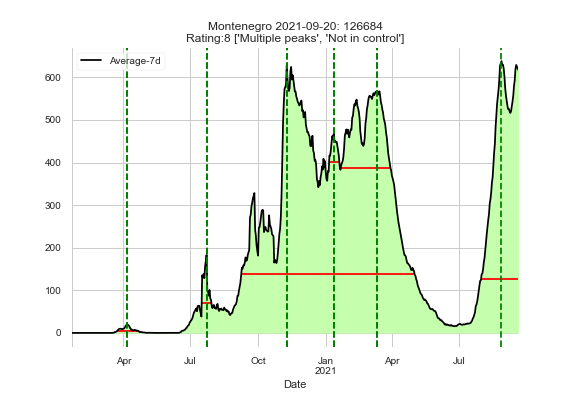 Montenegro 2021-09-20: 126684
Rating:8 ['Multiple peaks', 'Not in control']
Average-7d
600
500
400
300
200
100
0
Apr Jul Oct Jan Apr Jul
2021
Date